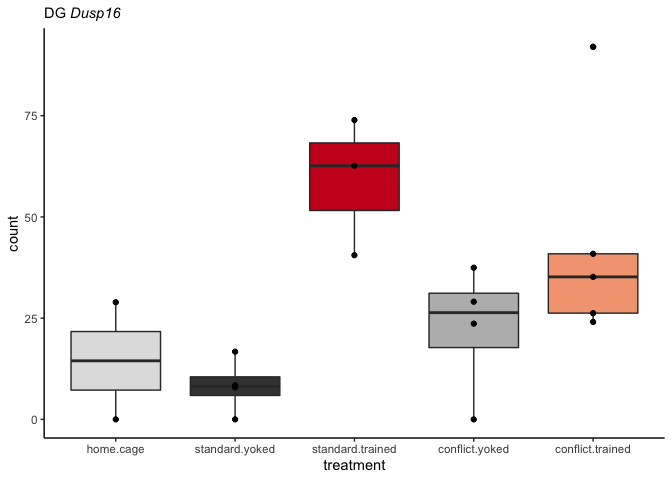 DG Dusp16
count
75
50
25
0
home.cage standard.yoked standard.trained conflict.yoked conflict.trained
treatment